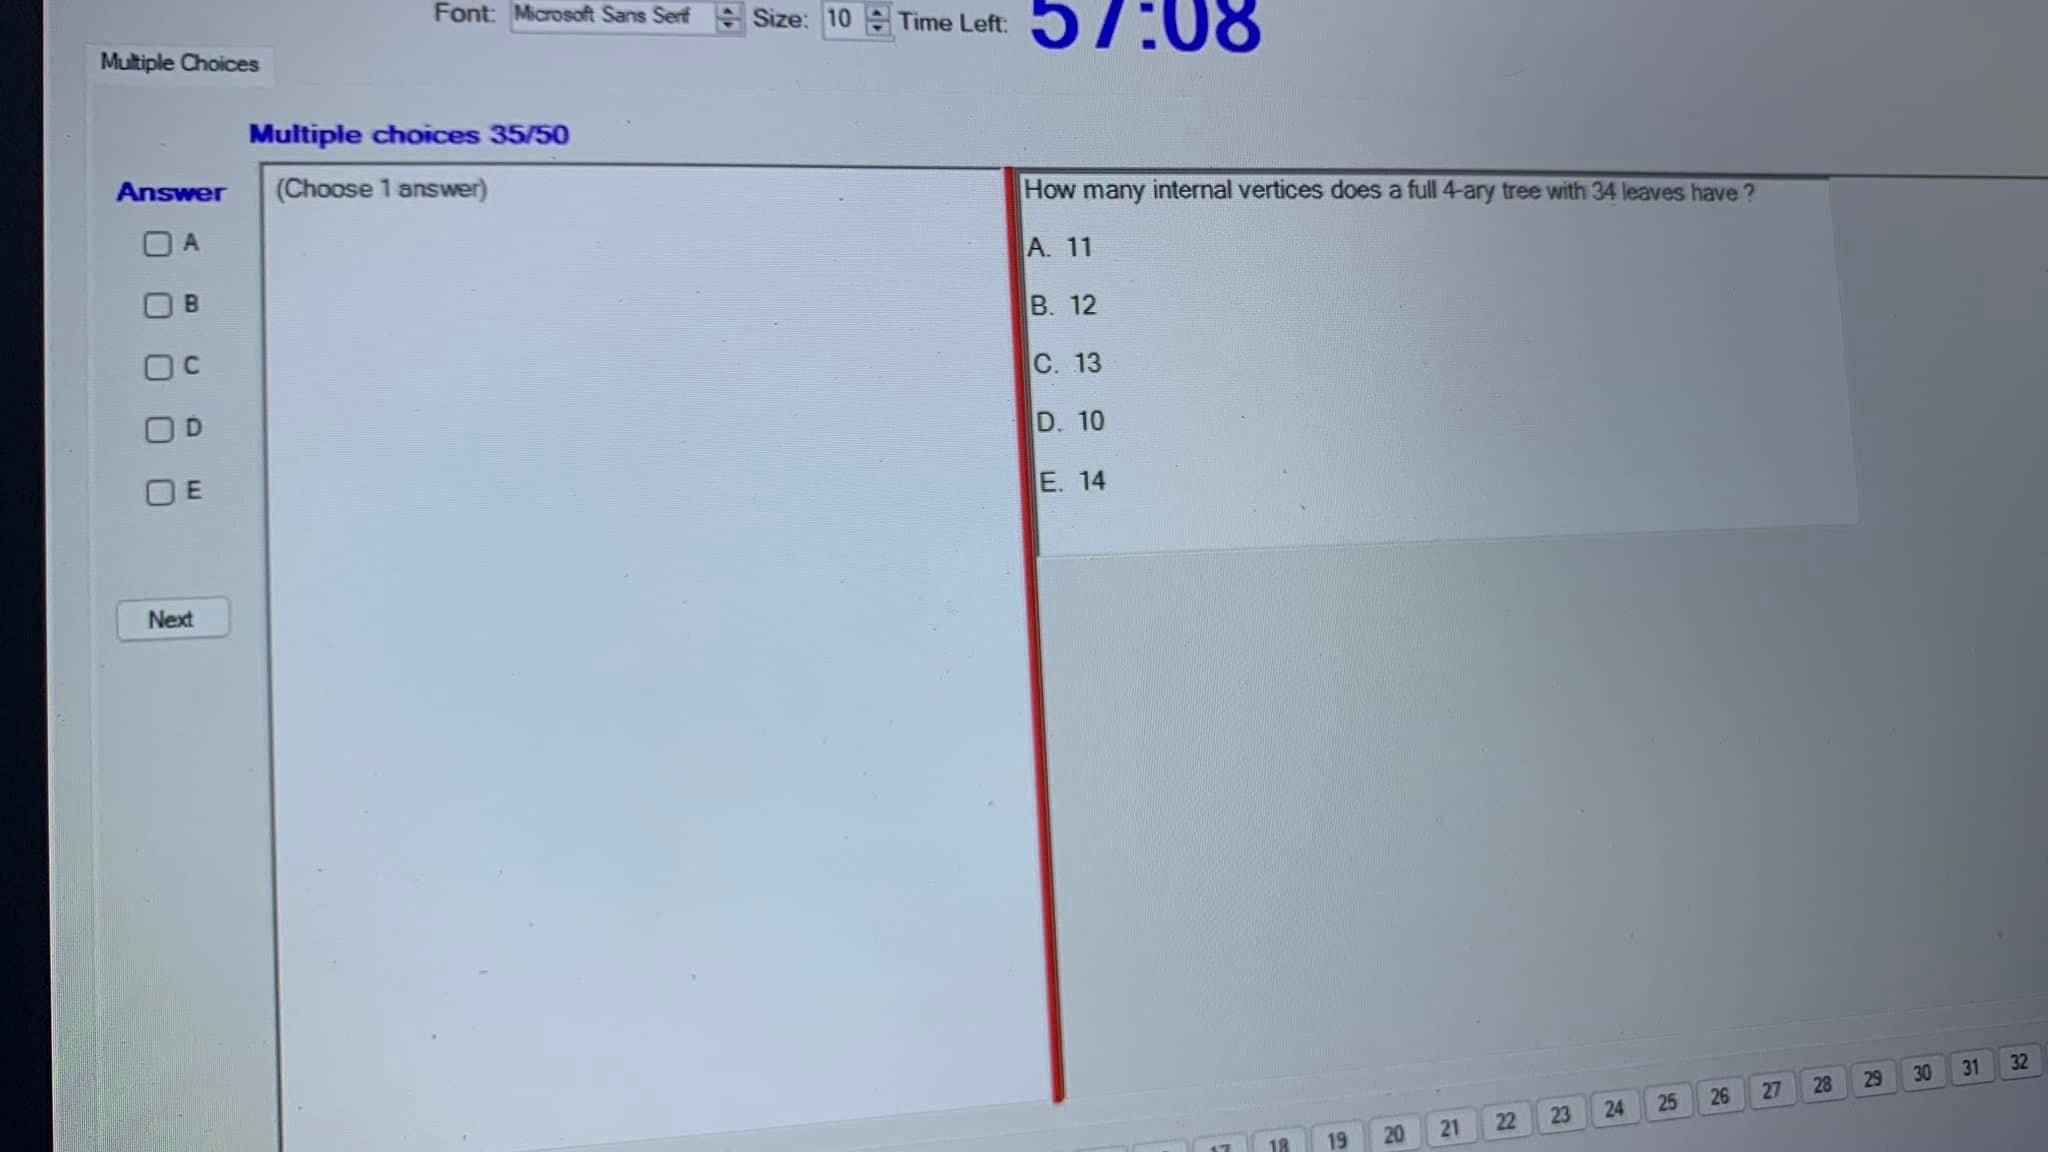 Font: Microsoft Sans Serif Size: 10 Time Left: 57:08
Multiple Choices
Multiple choices 35/50
Answer
A
B
C
D
E
Next
(Choose 1 answer)
How many internal vertices does a full 4-ary tree with 34 leaves have ?
A. 11
B. 12
C. 13
D. 10
E. 14
17 18 19 20 21 22 23 24 25 26 27 28 29 30 31 32